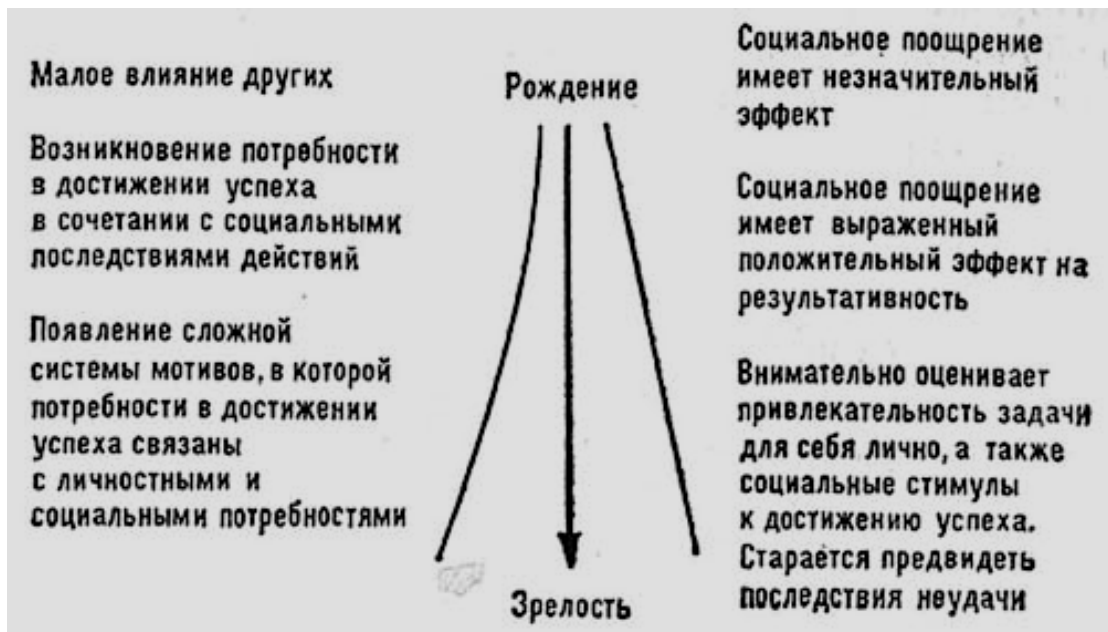 Малое влияние других
Возникновение потребности
в достижении успеха
в сочетании с социальными
последствиями действий
Появление сложной
системы мотивов, в которой
потребности в достижении
успеха связаны
с личностными и
социальными потребностями
Рождение
Зрелость
Социальное поощрение
имеет незначительный
эффект
Социальное поощрение
имеет выраженный
положительный эффект на
результативность
Внимательно оценивает
привлекательность задачи
для себя лично, а также
социальные стимулы
к достижению успеха.
Старается предвидеть
последствия неудачи